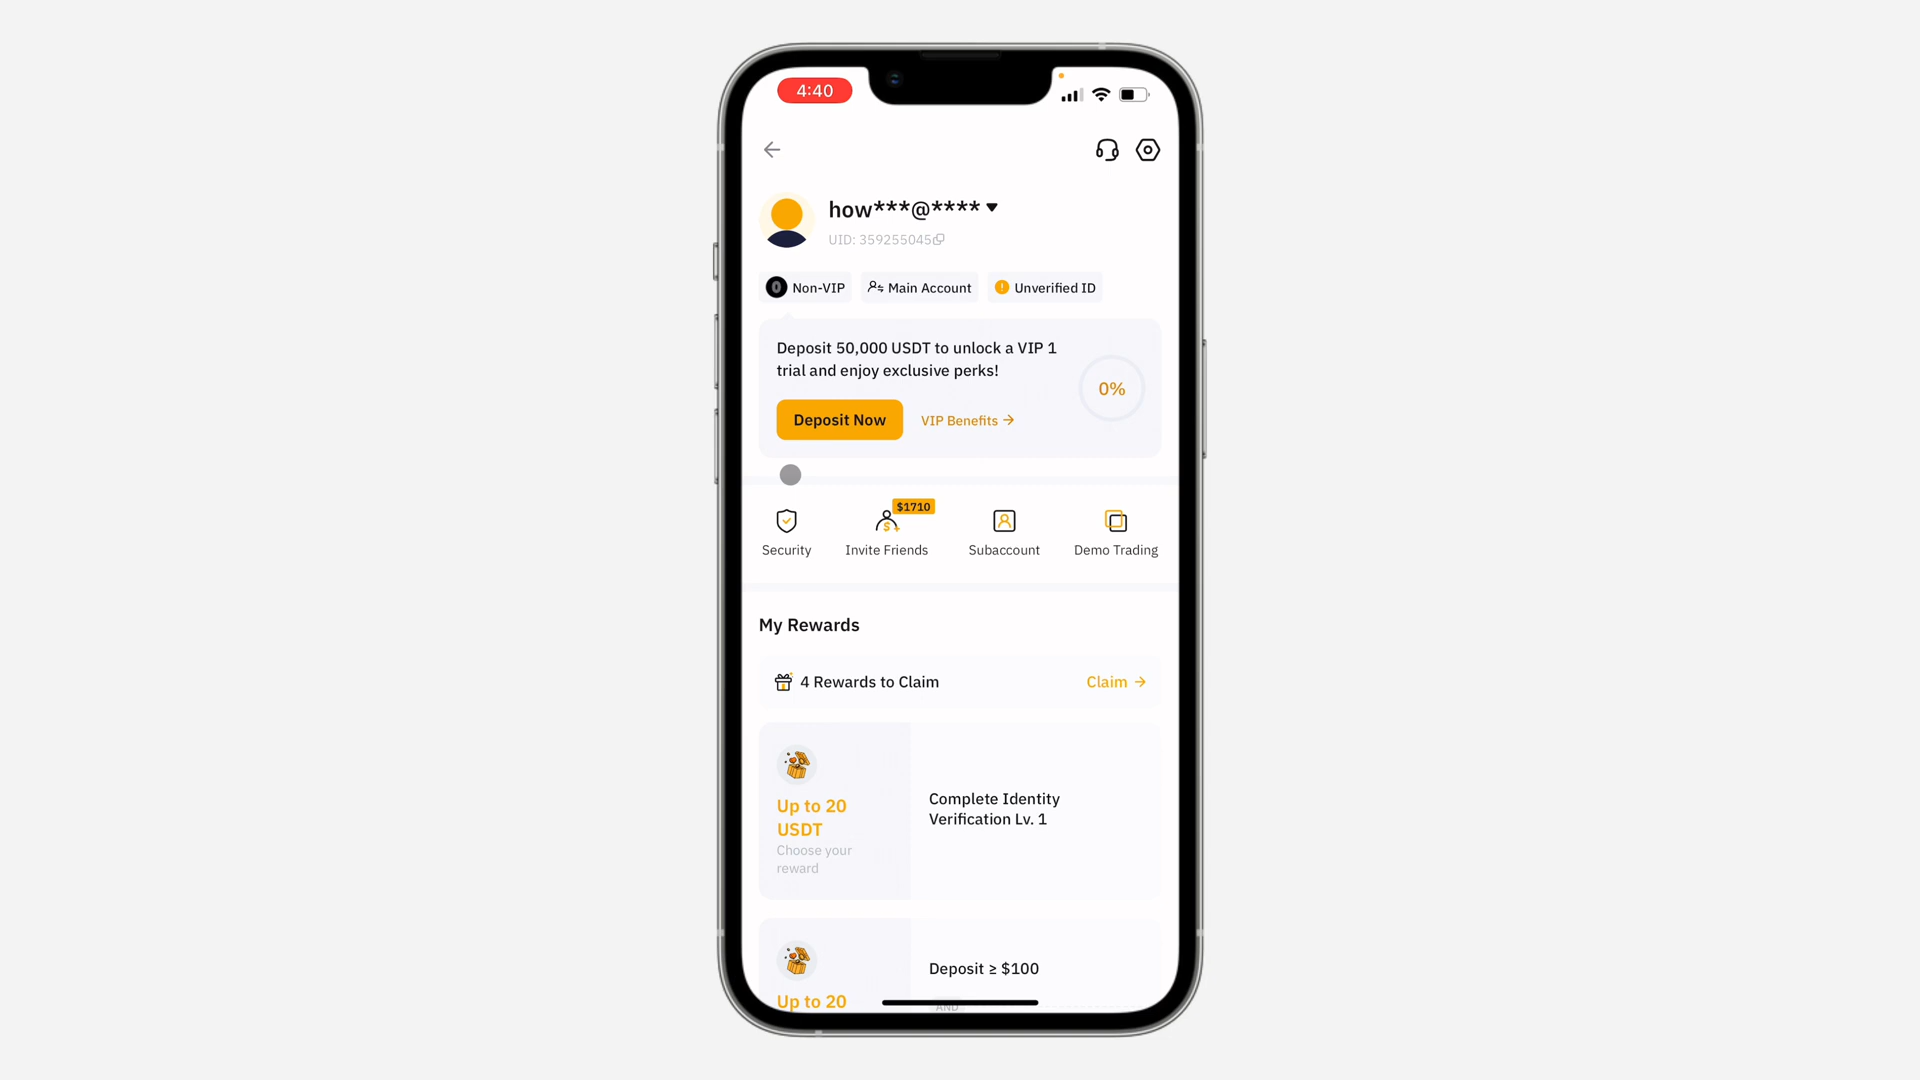 4:40
how***@****
UID: 359255045
0 Non-VIP
Main Account
Unverified ID
Deposit 50,000 USDT to unlock a VIP 1
trial and enjoy exclusive perks!
0%
Deposit Now
VIP Benefits
$1710
Security
Invite Friends
Subaccount
Demo Trading
My Rewards
4 Rewards to Claim
Claim
Up to 20
USDT
Choose your
reward
Complete Identity
Verification Lv. 1
Up to 20
Deposit ≥ $100
AND